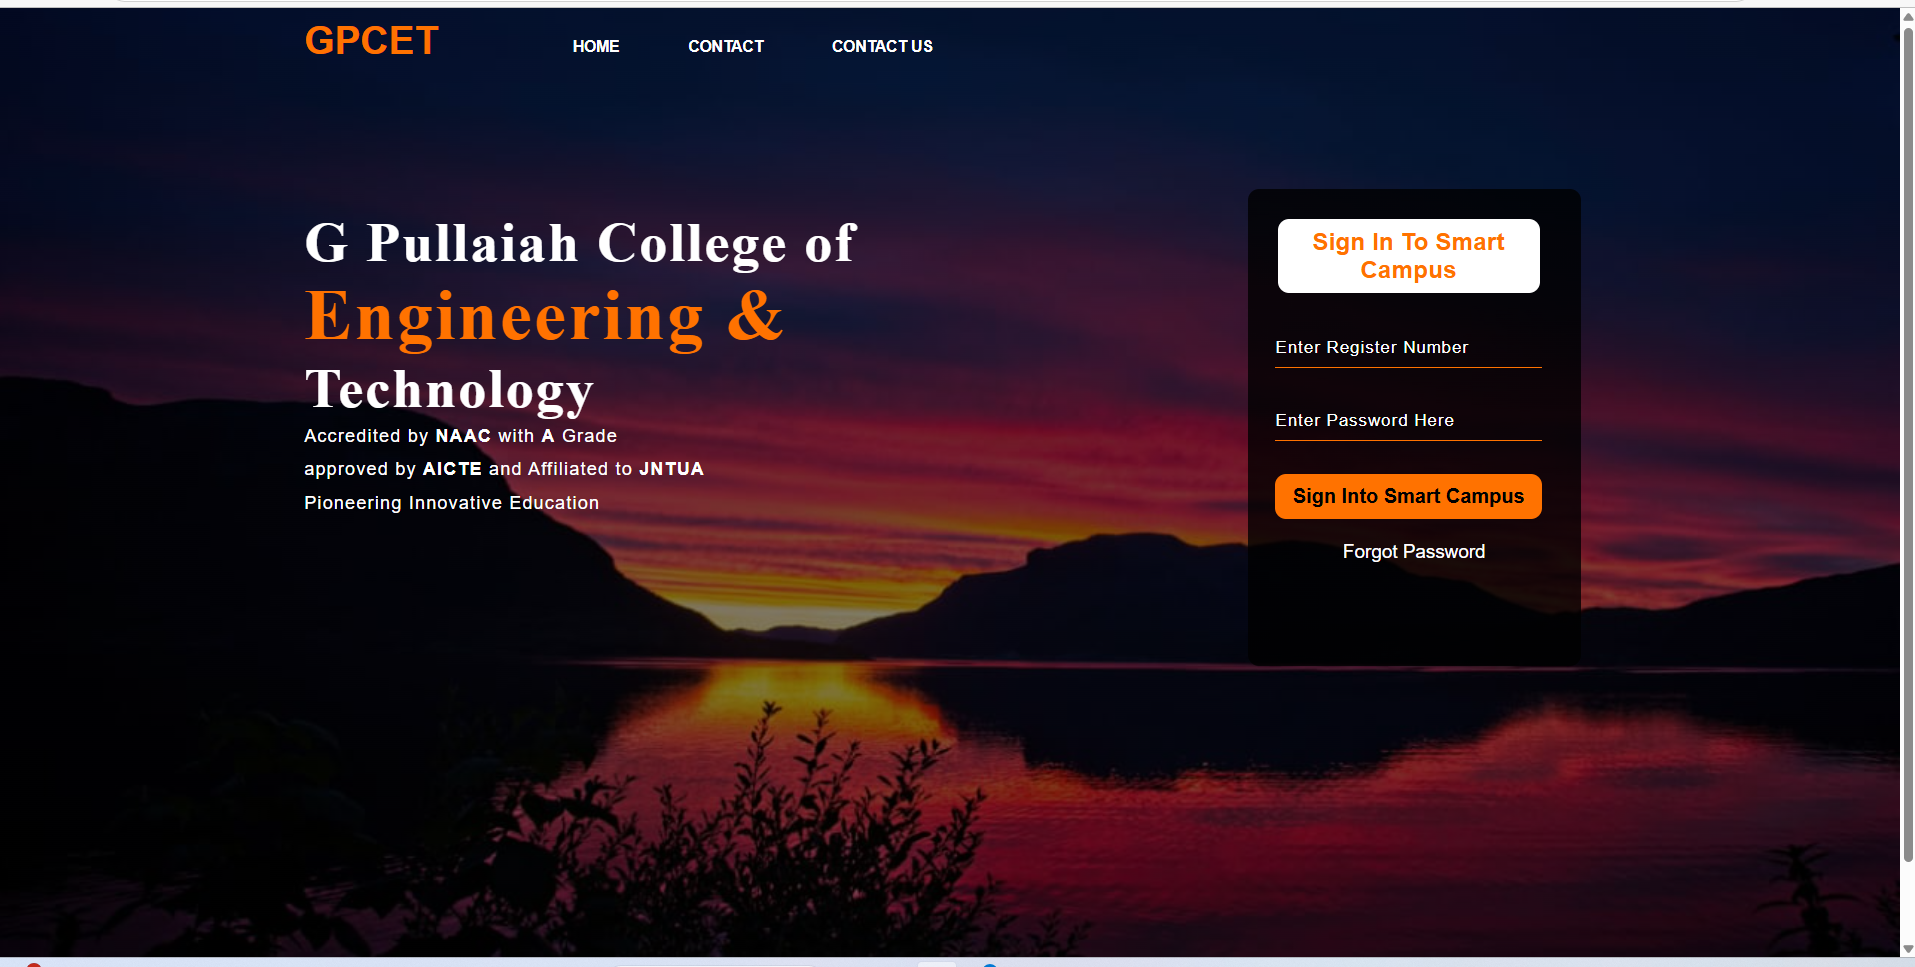 GPCET
HOME
CONTACT
CONTACT US
G Pullaiah College of
Engineering &
Technology
Accredited by NAAC with A Grade
approved by AICTE and Affiliated to JNTUA
Pioneering Innovative Education
Sign In To Smart
Campus
Enter Register Number
Enter Password Here
Sign Into Smart Campus
Forgot Password